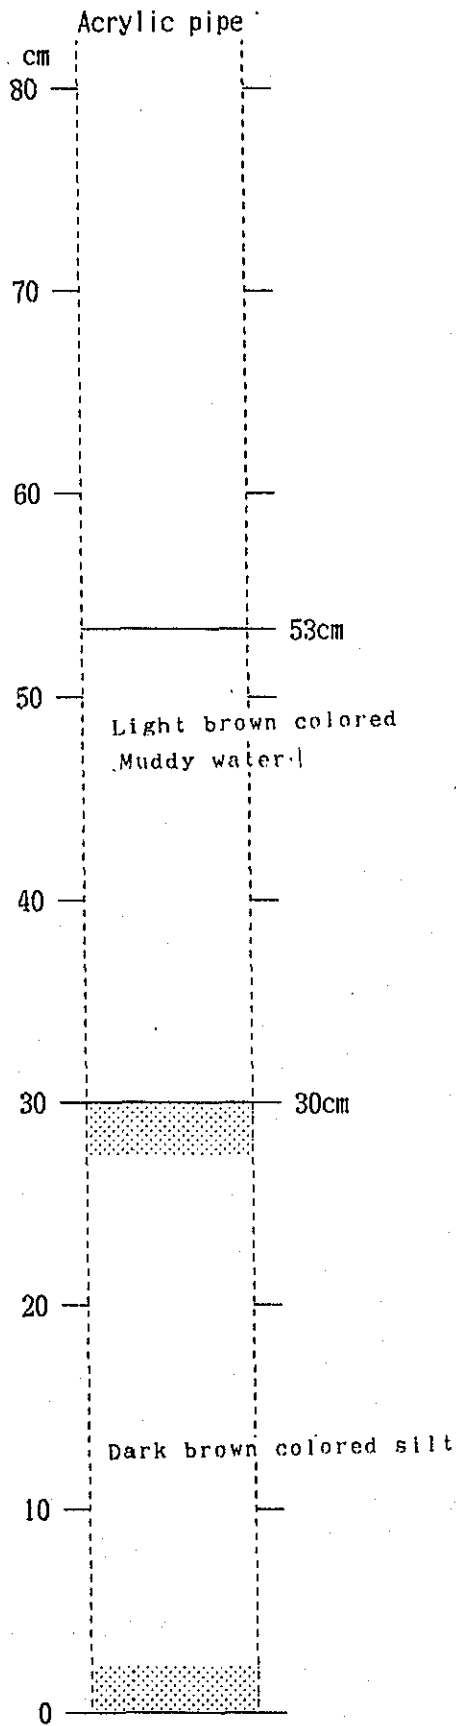 Acrylic pipe
cm
80
70
60
53cm
50
Light brown colored
Muddy water
40
30
30cm
20
Dark brown colored silt
10
0